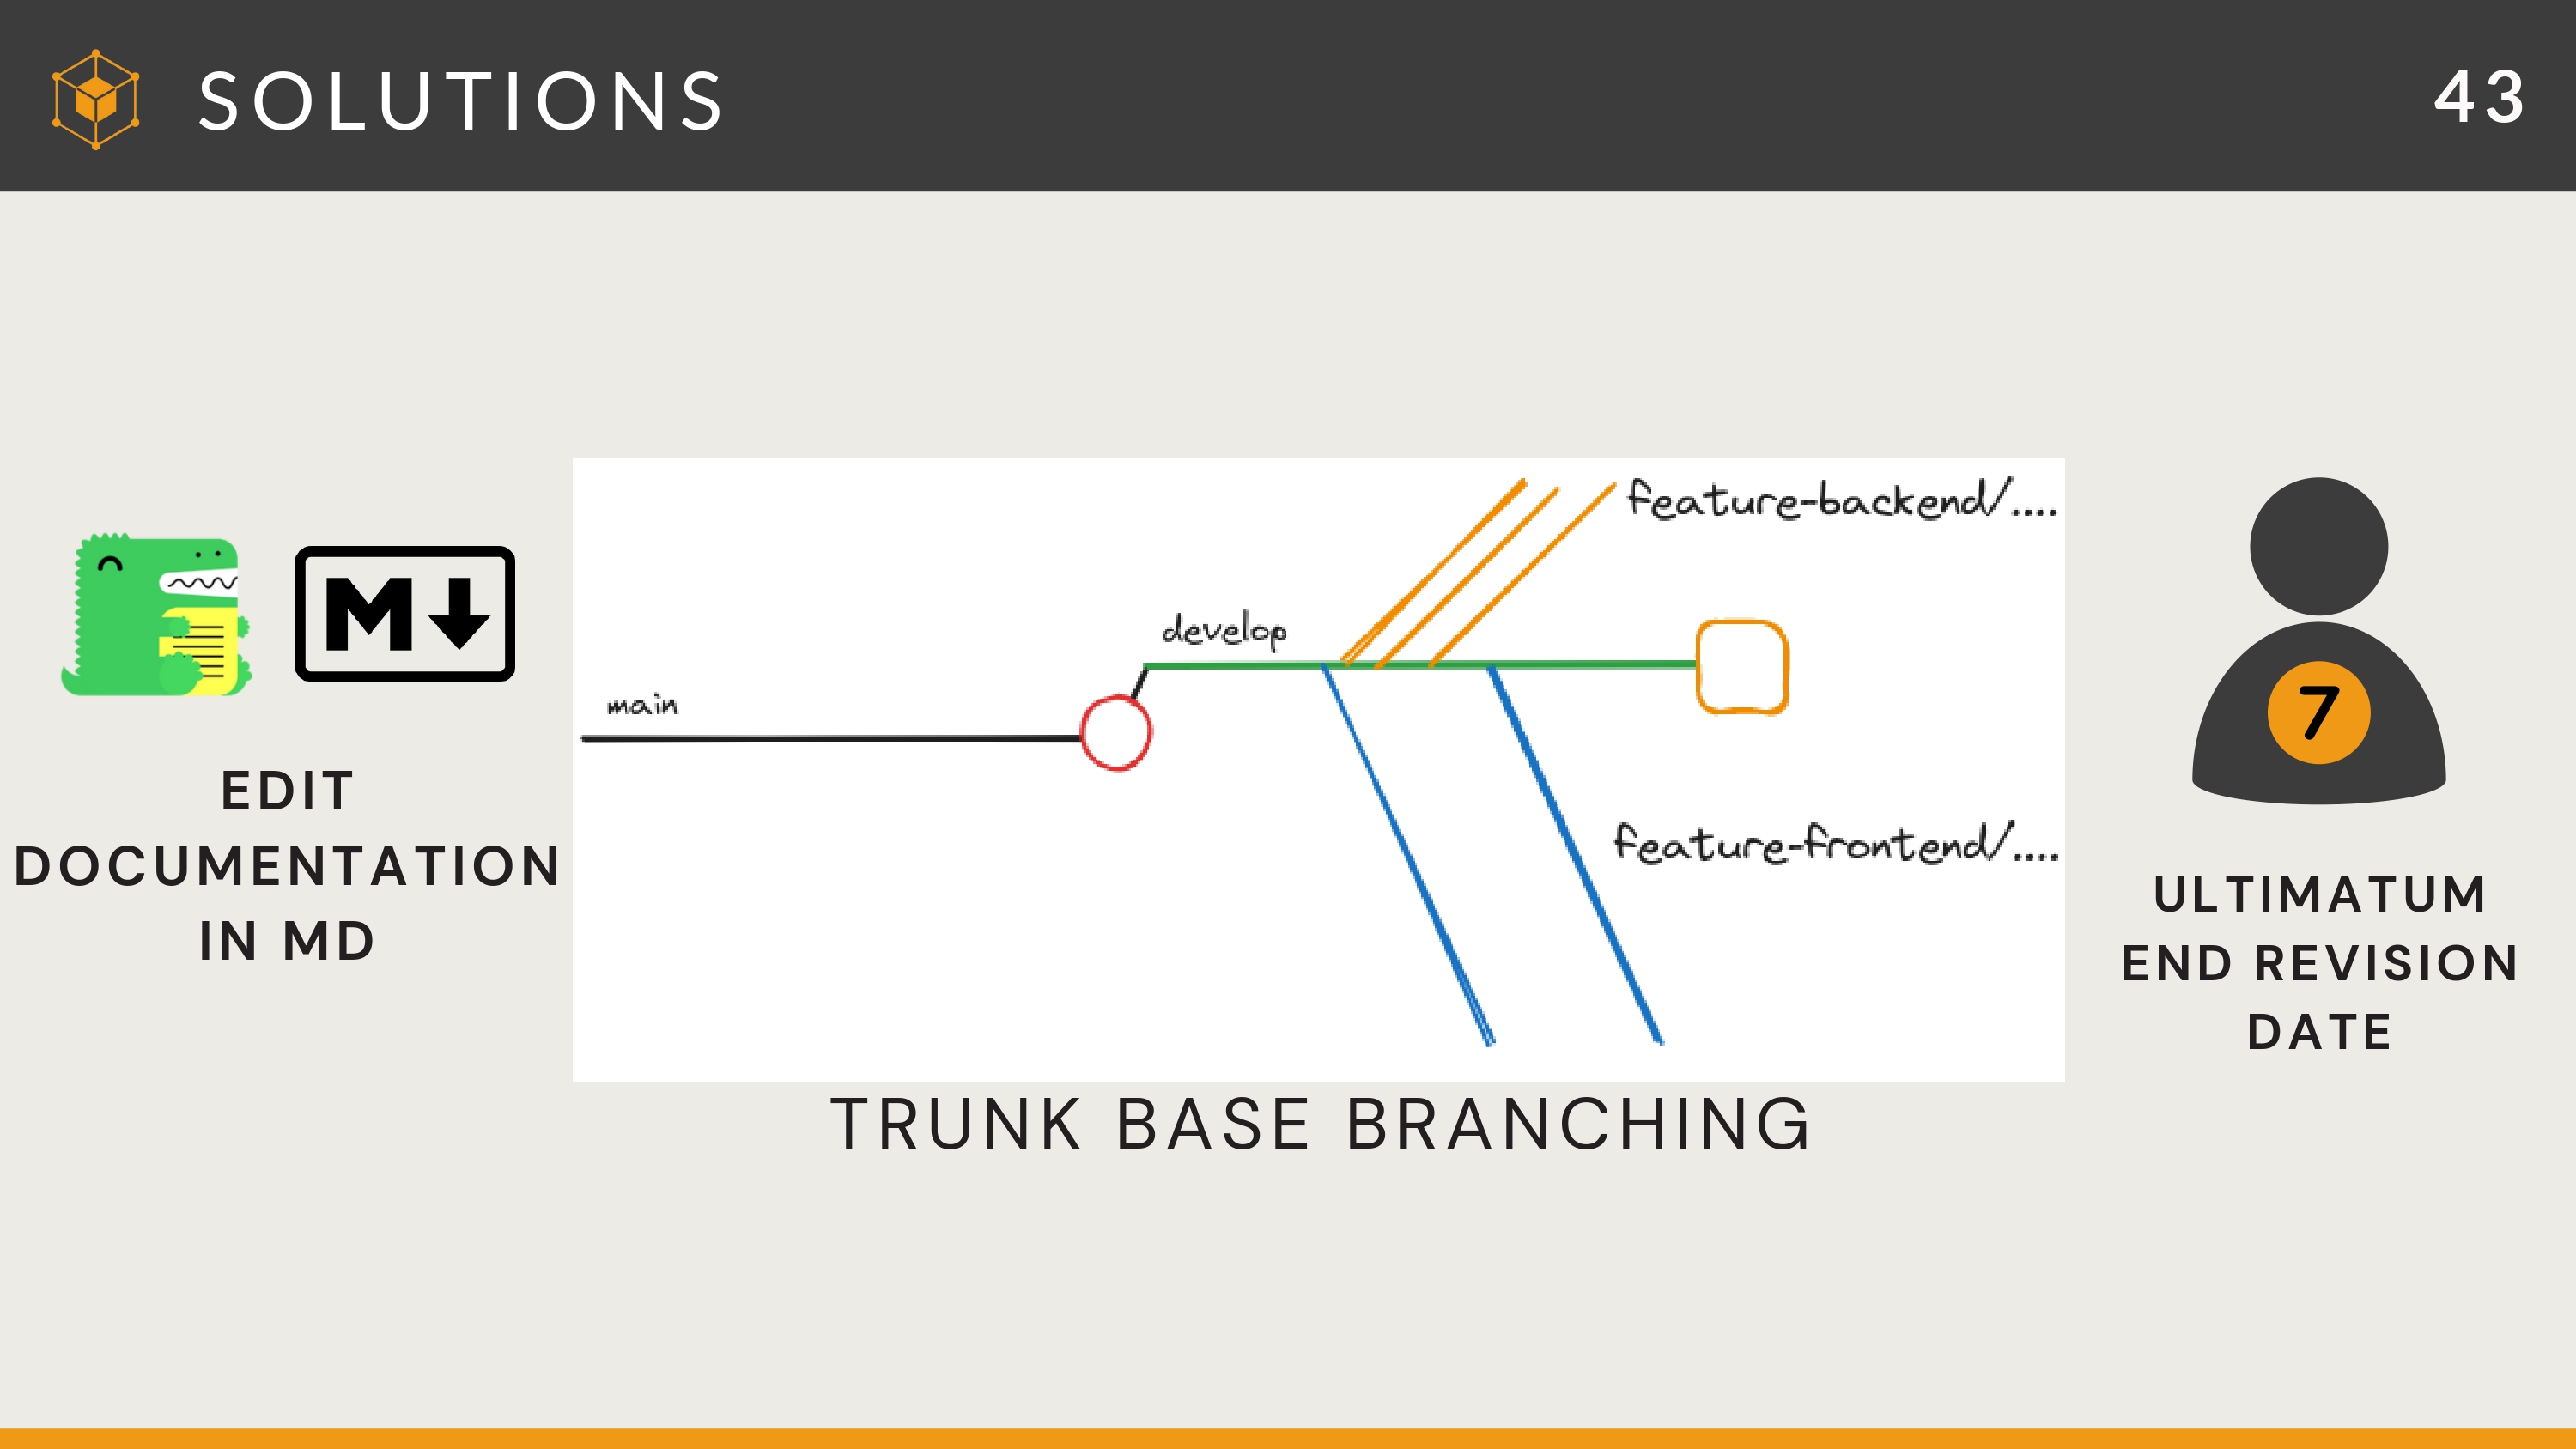 SOLUTIONS
43
M
EDIT
DOCUMENTATION
IN MD
main
develop
feature-backend/....
feature-frontend/....
TRUNK BASE BRANCHING
7
ULTIMATUM
END REVISION
DATE